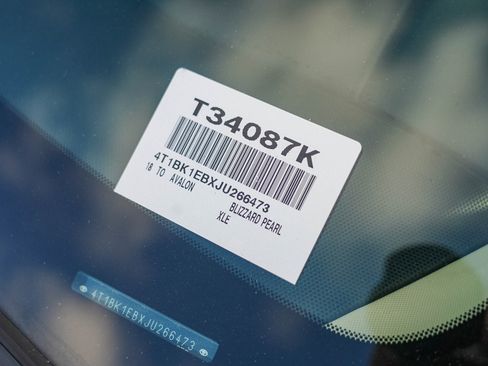 T34087K
4T1BK1EBXJU266473
18 TO AVALON
BLIZZARD PEARL
XLE
4T1BK1EBXJU266473